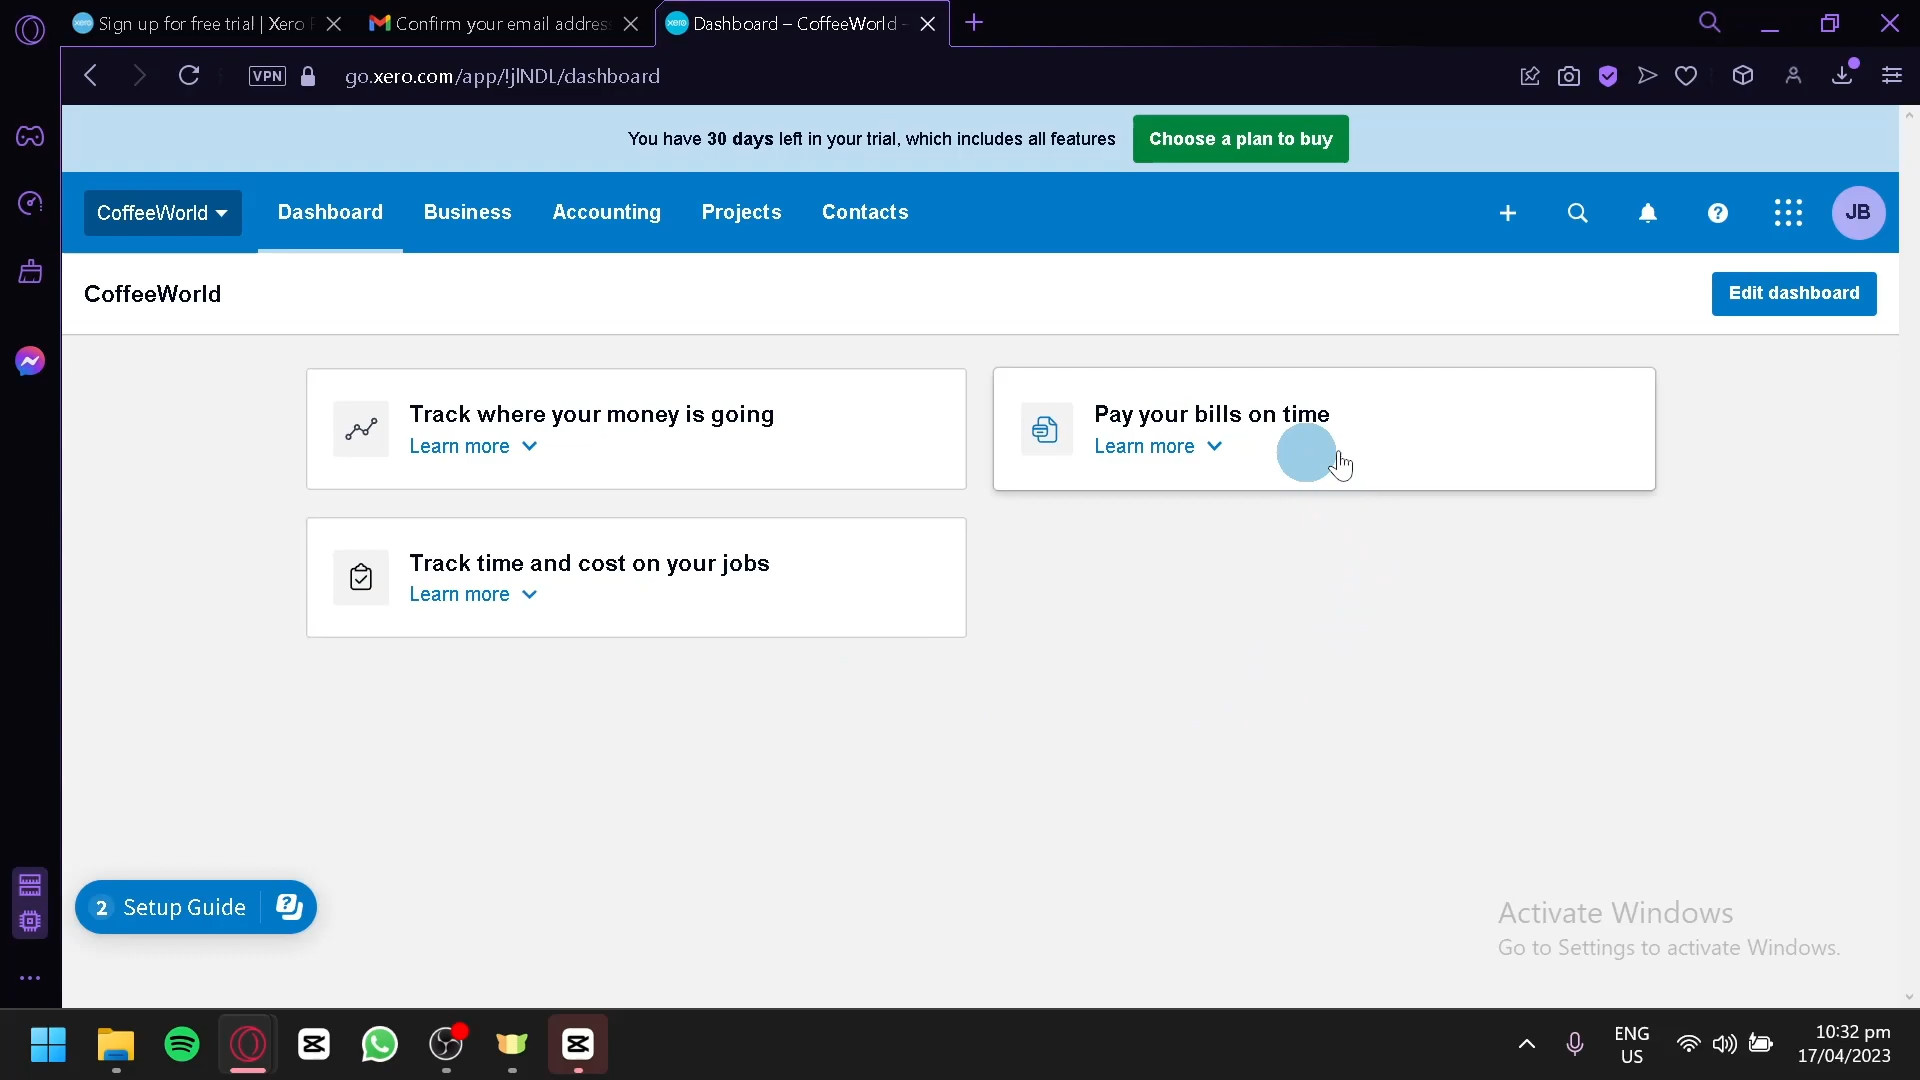 Sign up for free trial | Xero
Confirm your email addres
xero
Dashboard – CoffeeWorld -
VPN
go.xero.com/app/!jlNDL/dashboard
You have 30 days left in your trial, which includes all features
Choose a plan to buy
CoffeeWorld
Dashboard
Business
Accounting
Projects
Contacts
JB
CoffeeWorld
Edit dashboard
Track where your money is going
Learn more
Pay your bills on time
Learn more
Track time and cost on your jobs
Learn more
2 Setup Guide
Activate Windows
Go to Settings to activate Windows.
ENG
US
10:32 pm
17/04/2023